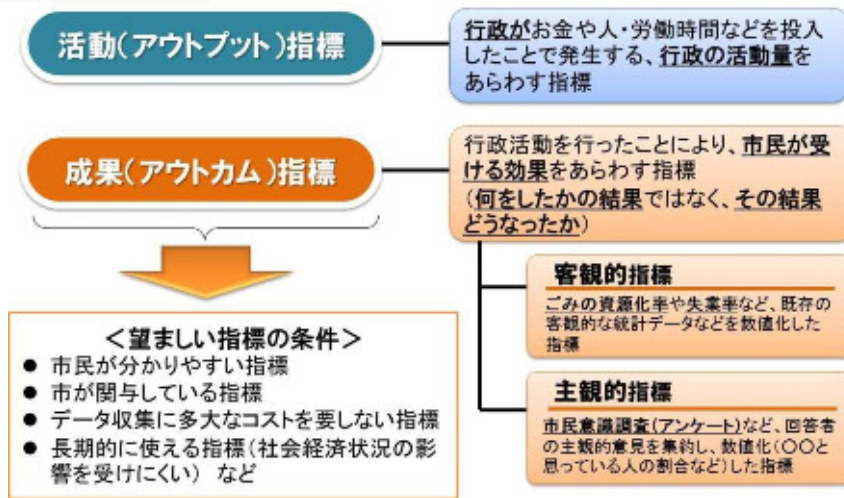 活動(アウトプット)指標
行政がお金や人・労働時間などを投入
したことで発生する、行政の活動量を
あらわす指標
成果(アウトカム)指標
行政活動を行ったことにより、市民が受
ける効果をあらわす指標
(何をしたかの結果ではなく、その結果
どうなったか)
客観的指標
ごみの資源化率や失業率など、既存の
客観的な統計データなどを数値化した
指標
主観的指標
市民意識調査(アンケート)など、回答者
の主観的意見を集約し、数値化(〇〇と
思っている人の割合など)した指標
＜望ましい指標の条件＞
● 市民が分かりやすい指標
● 市が関与している指標
● データ収集に多大なコストを要しない指標
● 長期的に使える指標(社会経済状況の影
響を受けにくい) など